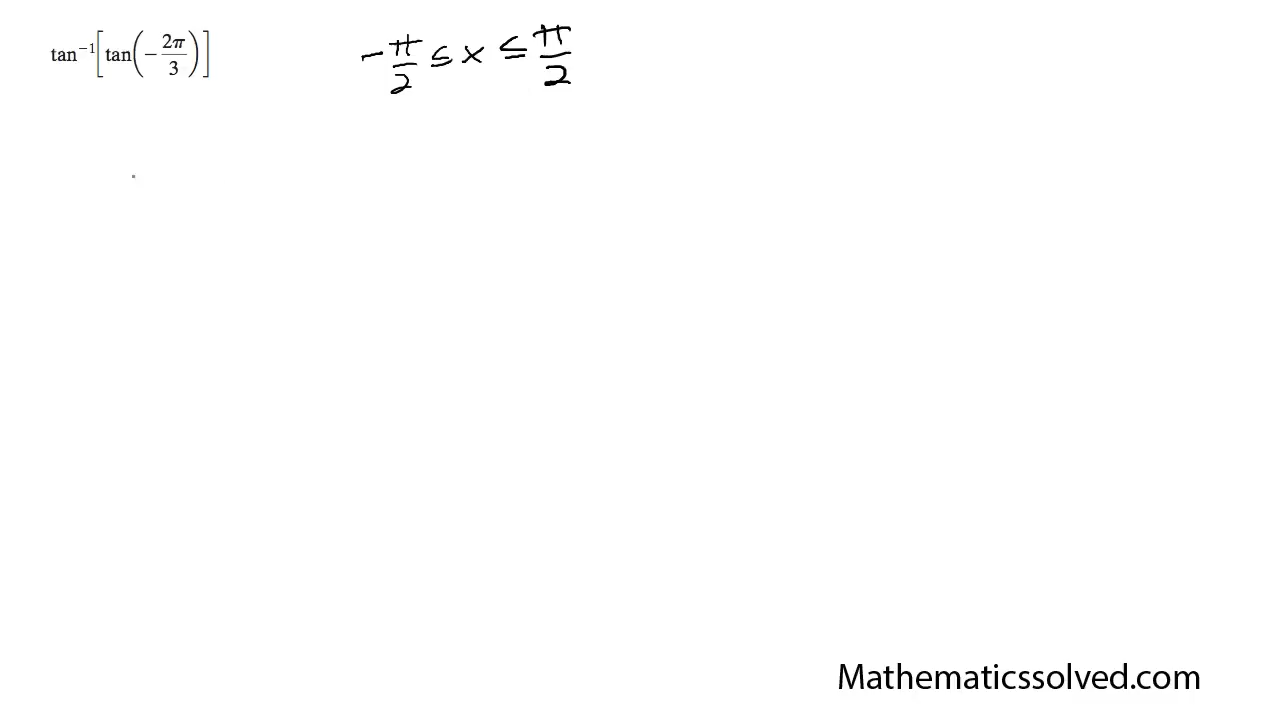 tan⁻¹[tan(−2π/3)] -π/2 ≤ x ≤ π/2
Mathematicssolved.com